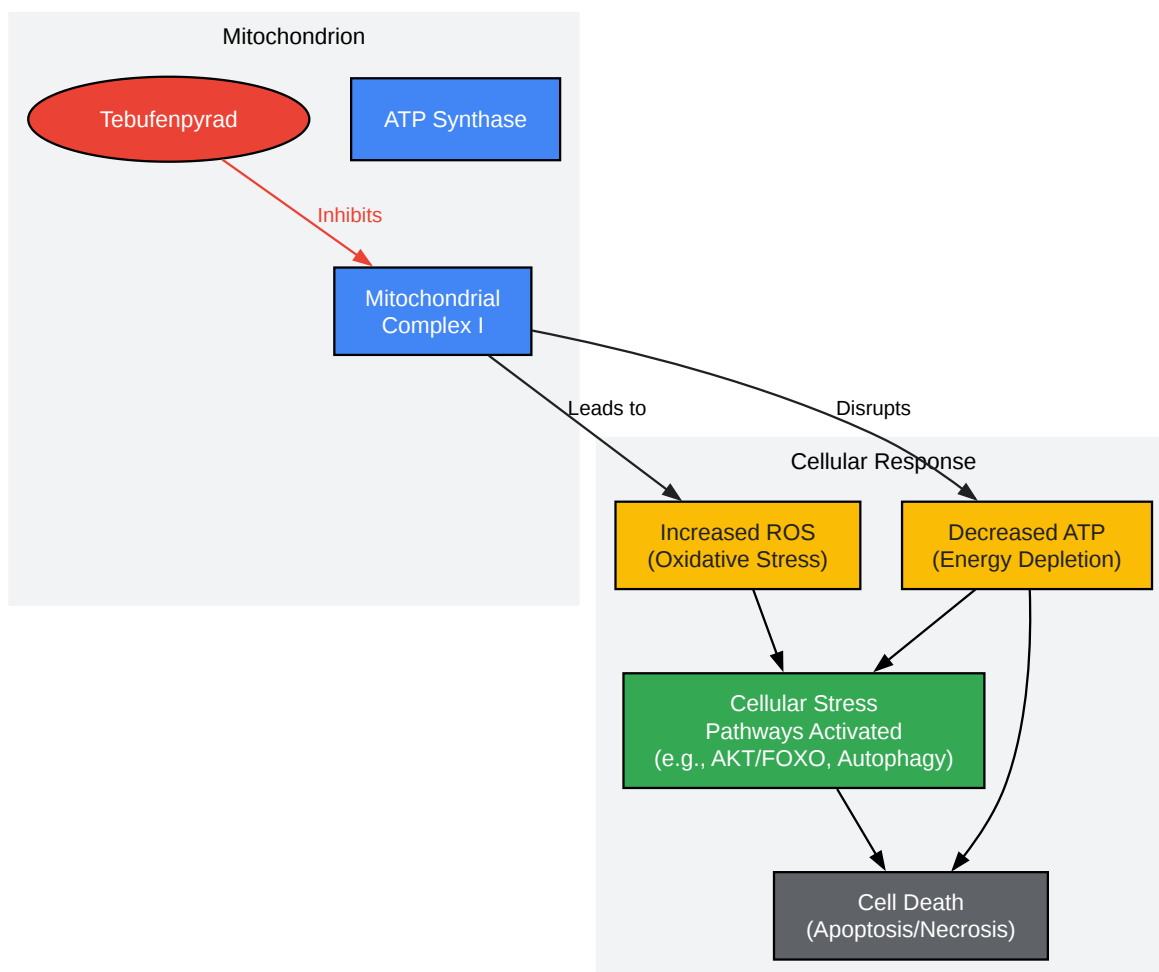 Mitochondrion
Tebufenpyrad
ATP Synthase
Inhibits
Mitochondrial
Complex I
Leads to
Disrupts
Cellular Response
Increased ROS
(Oxidative Stress)
Decreased ATP
(Energy Depletion)
Cellular Stress
Pathways Activated
(e.g., AKT/FOXO, Autophagy)
Cell Death
(Apoptosis/Necrosis)